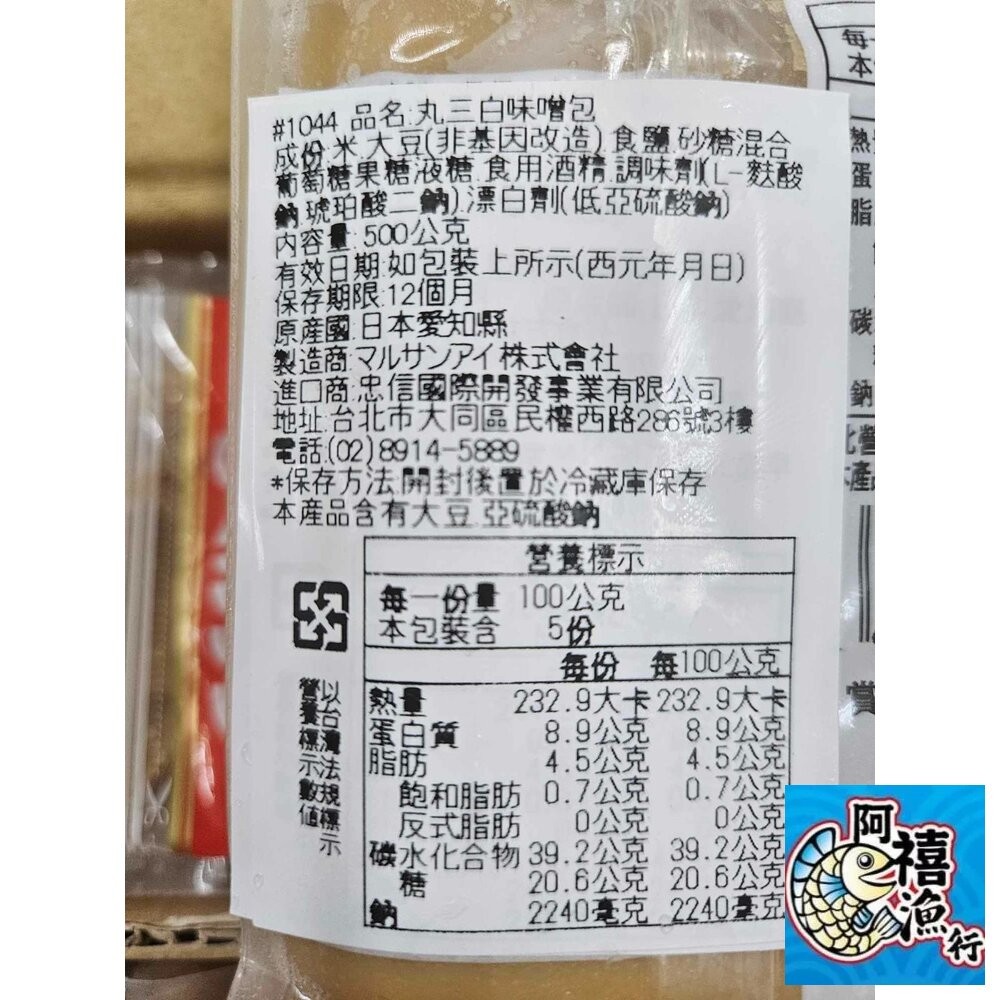 #1044 品名:丸三白味噌包
成份:米.大豆(非基因改造).食鹽.砂糖混合
葡萄糖果糖液糖.食用酒精.調味劑(L-麩酸
鈉.琥珀酸二鈉).漂白劑(低亞硫酸鈉)
內容量:500公克
有效日期:如包裝上所示(西元年月日)
保存期限:12個月
原産國:日本愛知縣
製造商:マルサンアイ株式會社
進口商:忠信國際開發事業有限公司
地址:台北市大同區民權西路286號3樓
電話:(02)8914-5889
*保存方法:開封後置於冷藏庫保存
本産品含有大豆.亞硫酸鈉
營養標示
每一份量 100公克
本包裝含 5份
每份 每100公克
熱量 232.9大卡 232.9大卡
蛋白質 8.9公克 8.9公克
脂肪 4.5公克 4.5公克
飽和脂肪 0.7公克 0.7公克
反式脂肪 0公克 0公克
碳水化合物 39.2公克 39.2公克
糖 20.6公克 20.6公克
鈉 2240毫克 2240毫克
以台灣法規標示
營養標示數值
每一
本
熱
蛋
脂
碳
鈉
阿禧漁行